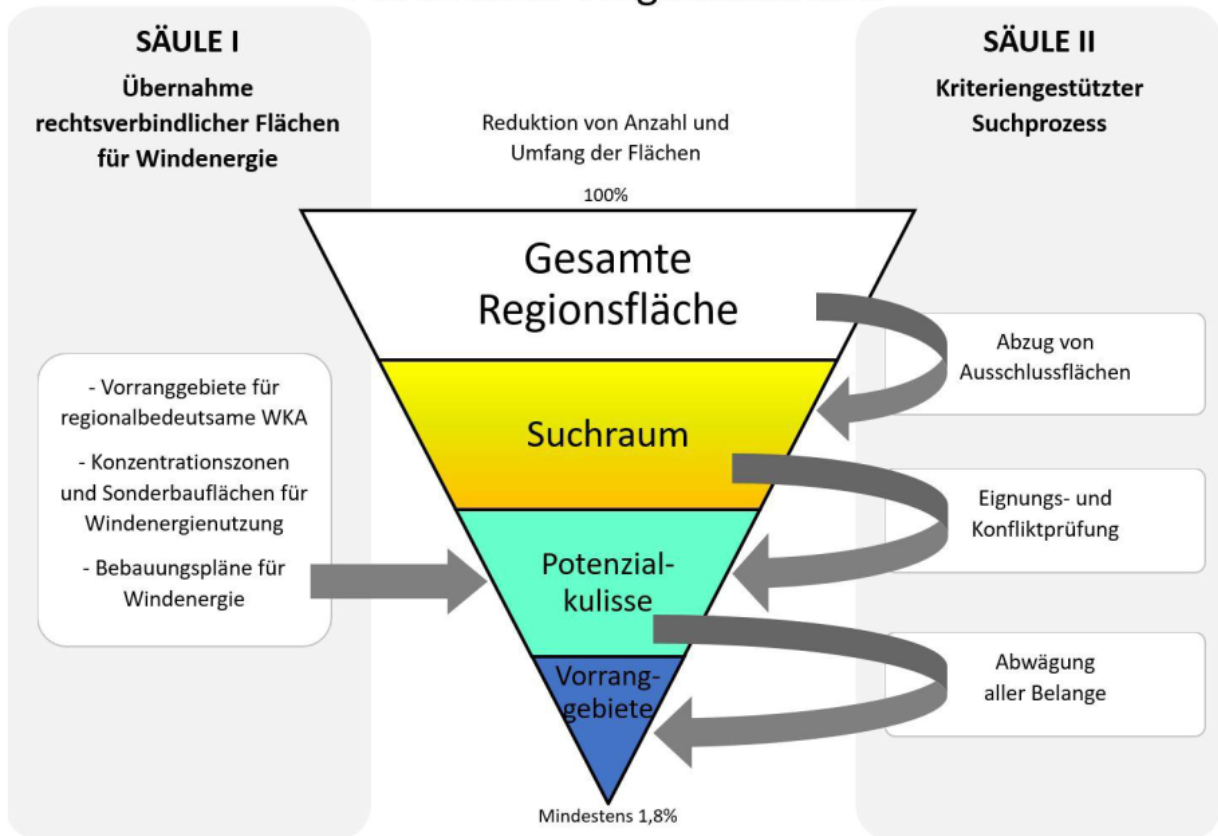 SÄULE I
Übernahme
rechtsverbindlicher Flächen
für Windenergie
- Vorranggebiete für
regionalbedeutsame WKA
- Konzentrationszonen
und Sonderbauflächen für
Windenergienutzung
- Bebauungspläne für
Windenergie
Reduktion von Anzahl und
Umfang der Flächen
100%
Gesamte
Regionsfläche
Suchraum
Potenzial-
kulisse
Vorrang-
gebiete
Mindestens 1,8%
SÄULE II
Kriteriengestützter
Suchprozess
Abzug von
Ausschlussflächen
Eignungs- und
Konfliktprüfung
Abwägung
aller Belange